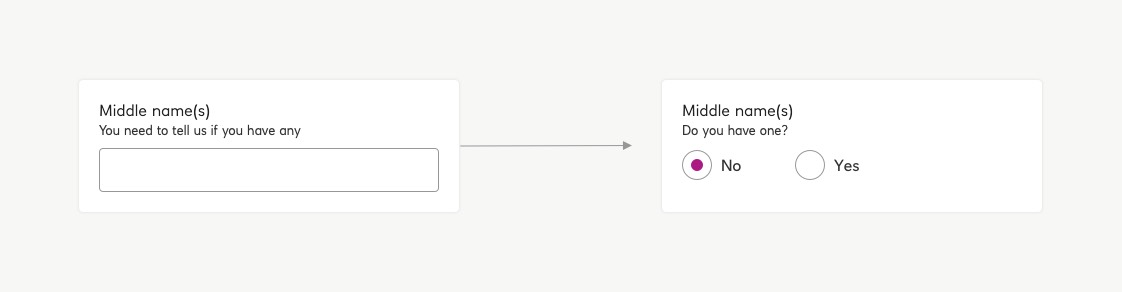 Middle name(s)
You need to tell us if you have any
Middle name(s)
Do you have one?
No
Yes